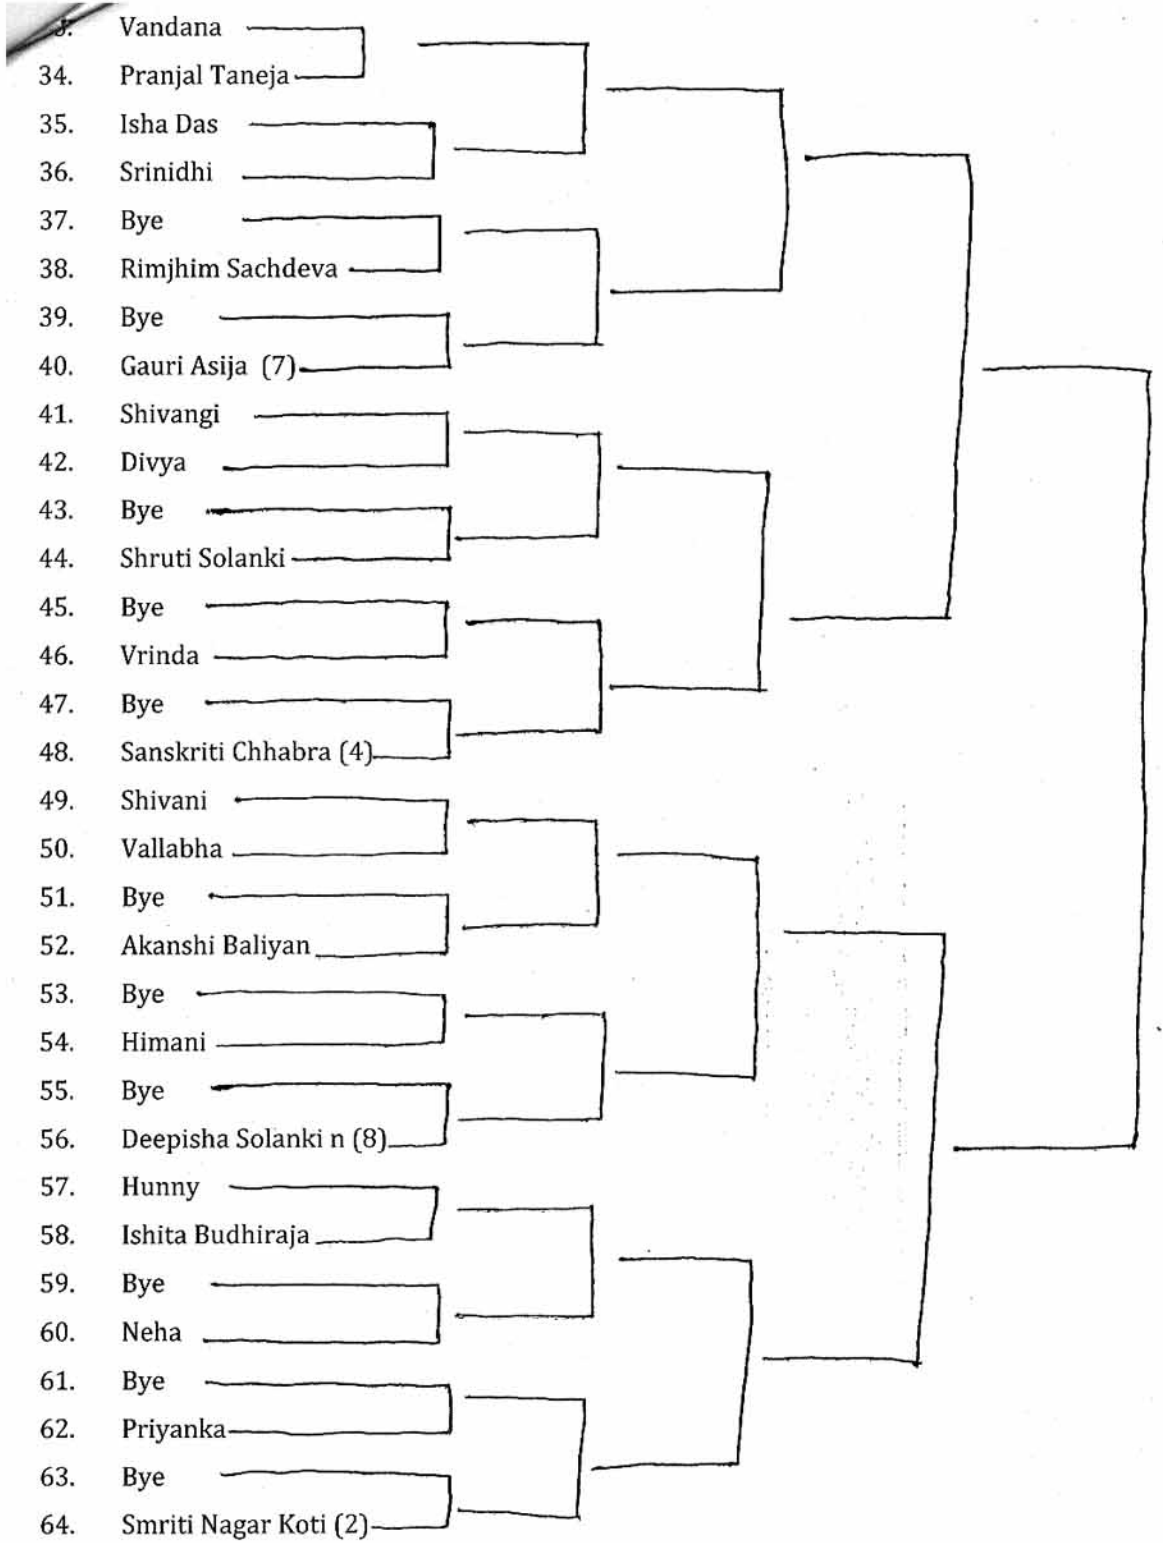 3. Vandana
34. Pranjal Taneja
35. Isha Das
36. Srinidhi
37. Bye
38. Rimjhim Sachdeva
39. Bye
40. Gauri Asija (7)
41. Shivangi
42. Divya
43. Bye
44. Shruti Solanki
45. Bye
46. Vrinda
47. Bye
48. Sanskriti Chhabra (4)
49. Shivani
50. Vallabha
51. Bye
52. Akanshi Baliyan
53. Bye
54. Himani
55. Bye
56. Deepisha Solanki n (8)
57. Hunny
58. Ishita Budhiraja
59. Bye
60. Neha
61. Bye
62. Priyanka
63. Bye
64. Smriti Nagar Koti (2)